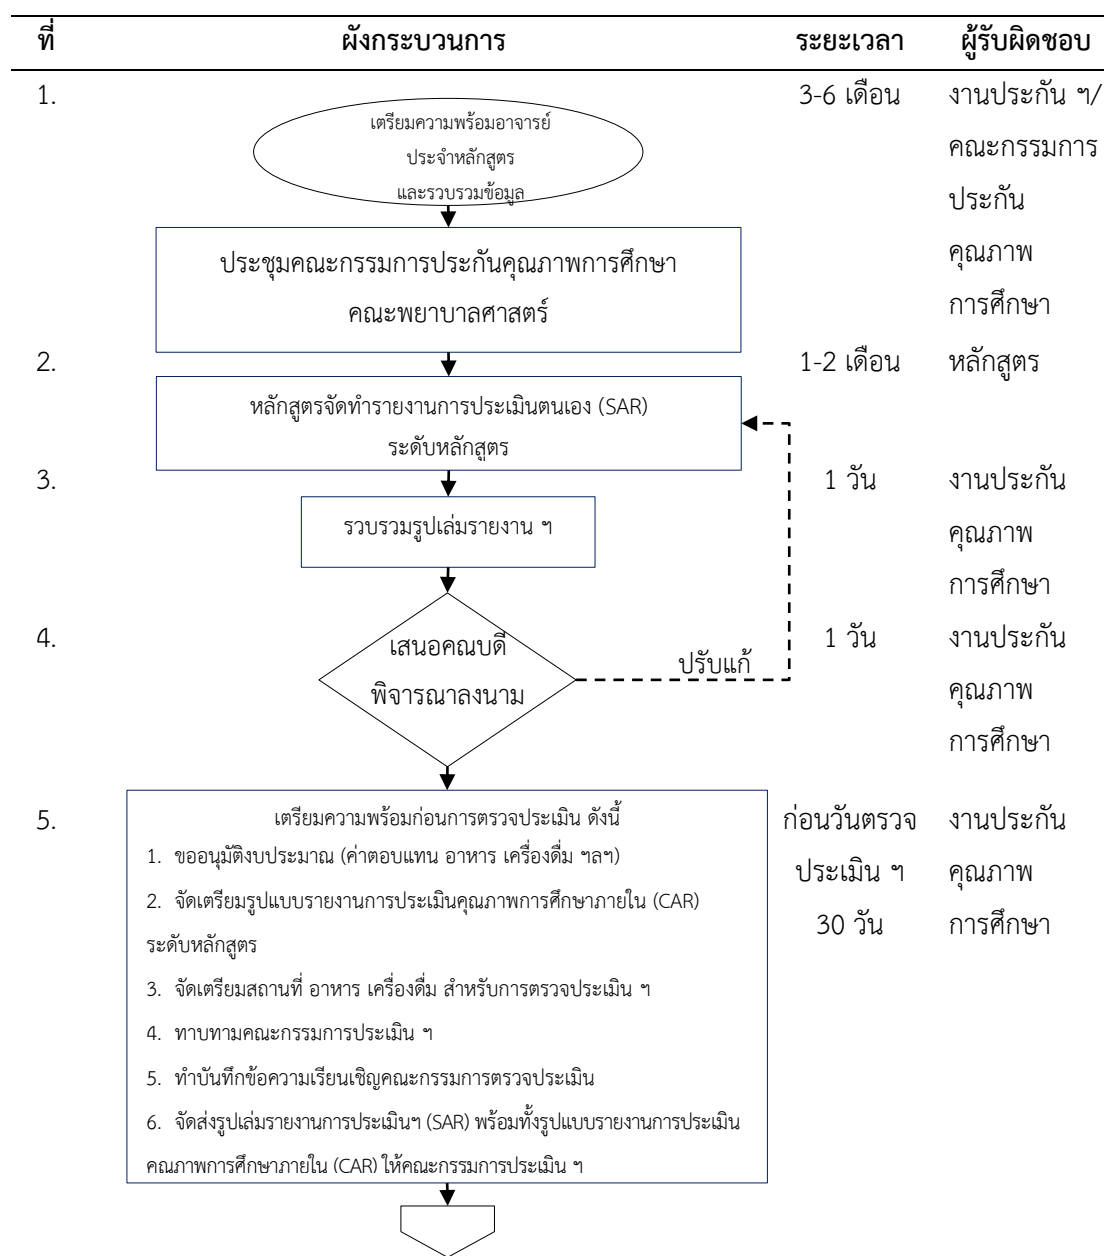 ที่ ผังกระบวนการ ระยะเวลา ผู้รับผิดชอบ
1. 3-6 เดือน งานประกัน ฯ/
คณะกรรมการ
ประกัน
คุณภาพ
การศึกษา
เตรียมความพร้อมอาจารย์
ประจำหลักสูตร
และรวบรวมข้อมูล
ประชุมคณะกรรมการประกันคุณภาพการศึกษา
คณะพยาบาลศาสตร์
2. 1-2 เดือน หลักสูตร
หลักสูตรจัดทำรายงานการประเมินตนเอง (SAR)
ระดับหลักสูตร
3. 1 วัน งานประกัน
คุณภาพ
การศึกษา
รวบรวมรูปเล่มรายงาน ฯ
4. 1 วัน งานประกัน
คุณภาพ
การศึกษา
เสนอคณบดี
พิจารณาลงนาม
ปรับแก้
5. ก่อนวันตรวจ งานประกัน
ประเมิน ฯ คุณภาพ
30 วัน การศึกษา
เตรียมความพร้อมก่อนการตรวจประเมิน ดังนี้
1. ขออนุมัติงบประมาณ (ค่าตอบแทน อาหาร เครื่องดื่ม ฯลฯ)
2. จัดเตรียมรูปแบบรายงานการประเมินคุณภาพการศึกษาภายใน (CAR)
ระดับหลักสูตร
3. จัดเตรียมสถานที่ อาหาร เครื่องดื่ม สำหรับการตรวจประเมิน ฯ
4. ทาบทามคณะกรรมการประเมิน ฯ
5. ทำบันทึกข้อความเรียนเชิญคณะกรรมการตรวจประเมิน
6. จัดส่งรูปเล่มรายงานการประเมินฯ (SAR) พร้อมทั้งรูปแบบรายงานการประเมิน
คุณภาพการศึกษาภายใน (CAR) ให้คณะกรรมการประเมิน ฯ